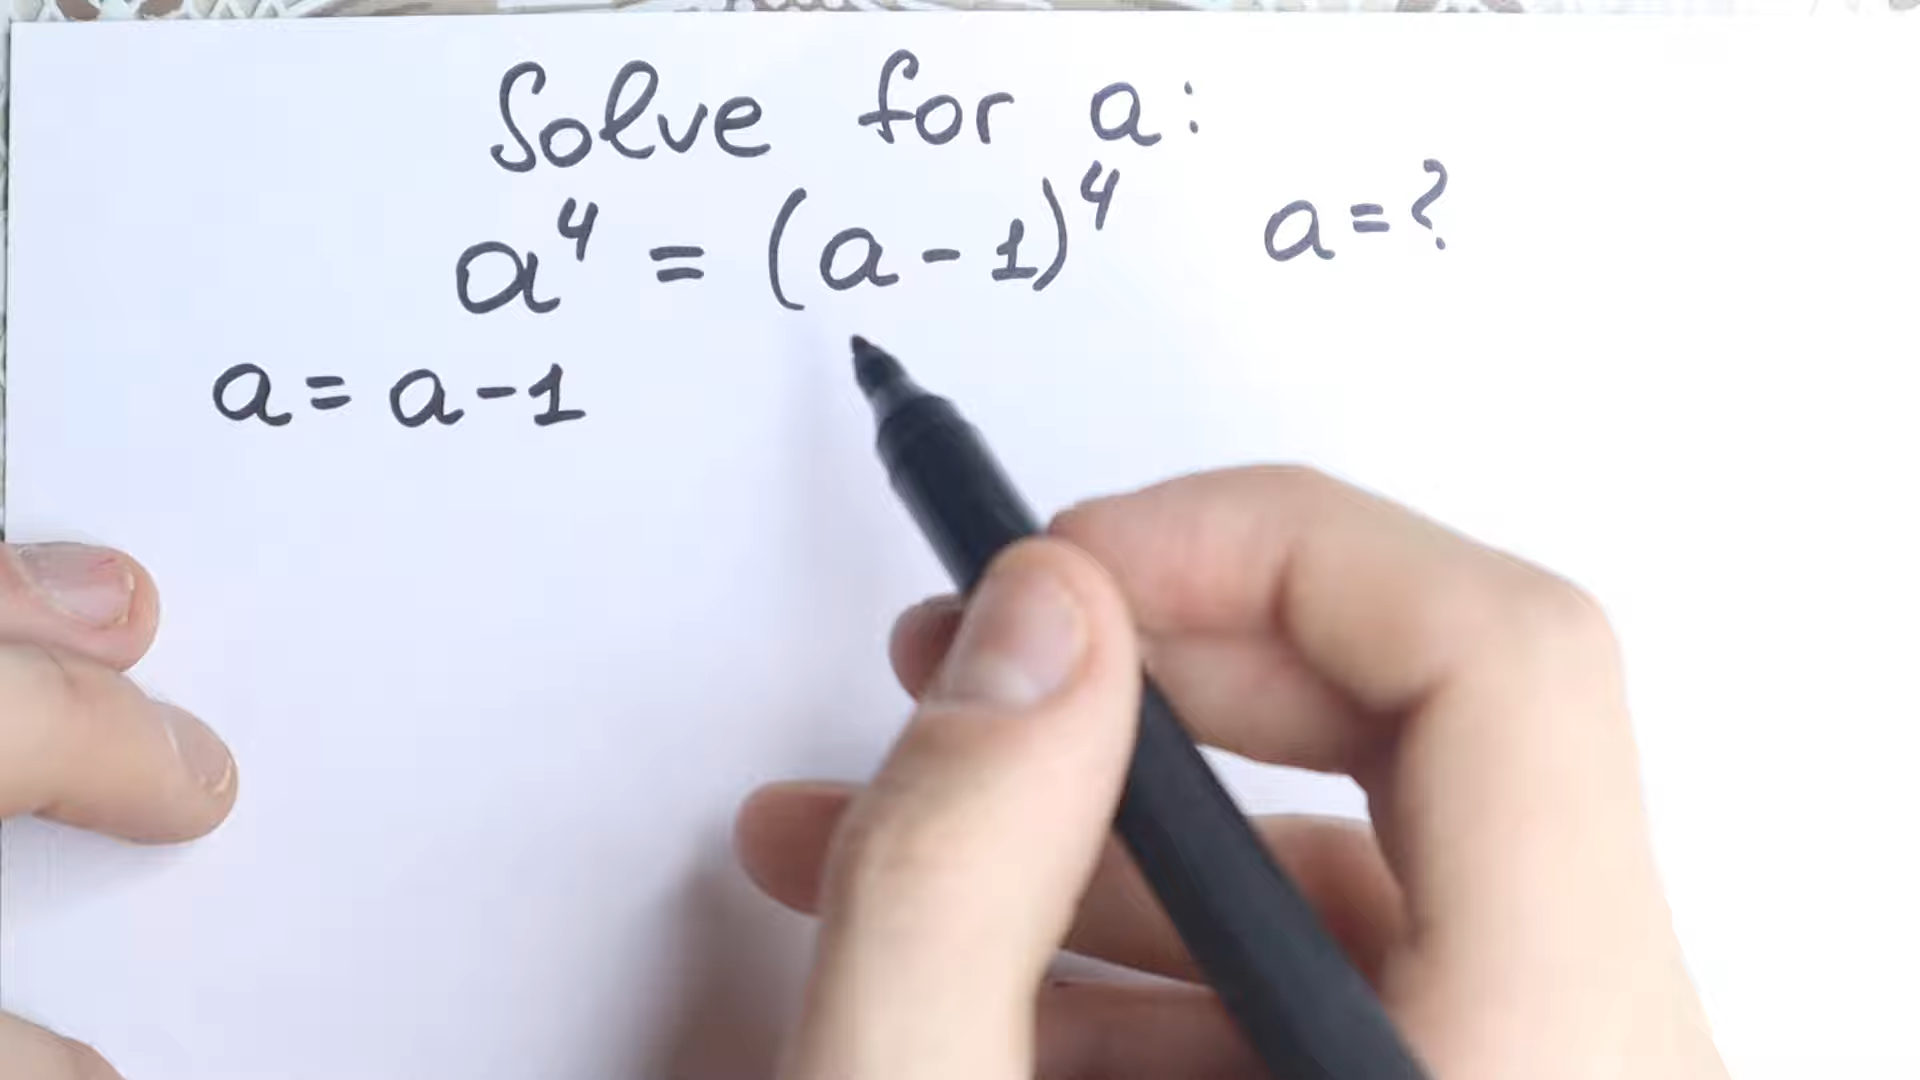 Solve for a:
a⁴ = (a - 1)⁴ a = ?
a = a - 1